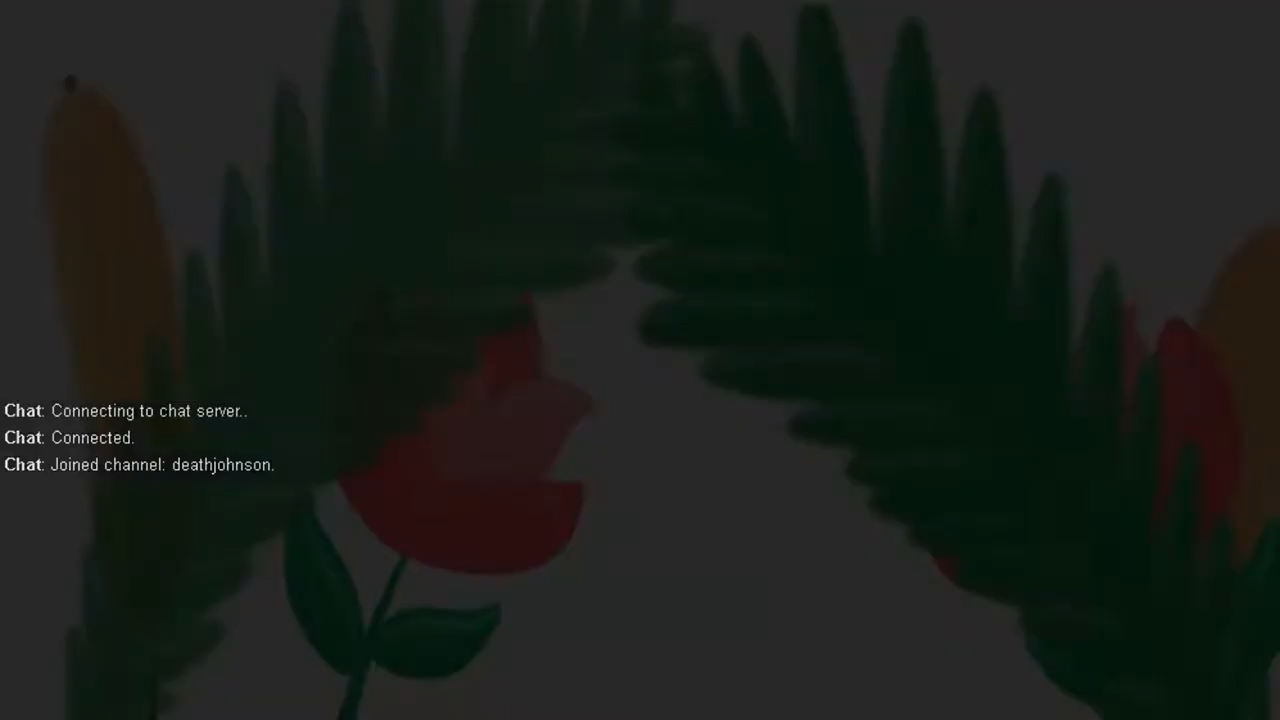 Chat: Connecting to chat server..
Chat: Connected.
Chat: Joined channel: deathjohnson.